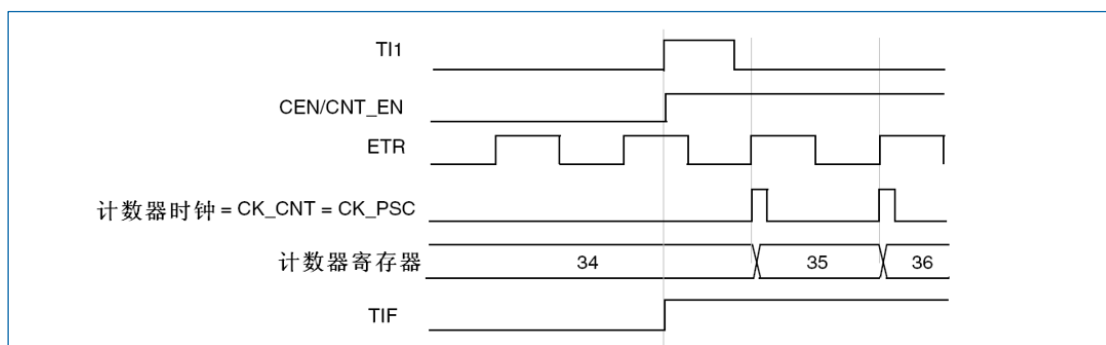 TI1
CEN/CNT_EN
ETR
计数器时钟 = CK_CNT = CK_PSC
计数器寄存器 34 35 36
TIF